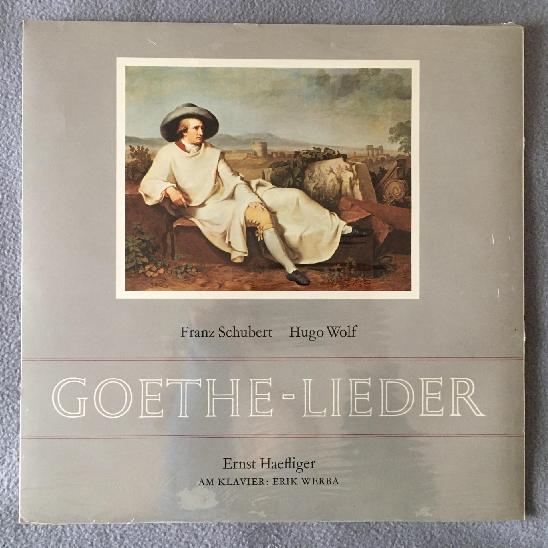 Franz Schubert Hugo Wolf
GOETHE-LIEDER
Ernst Haefliger
AM KLAVIER: ERIK WERBA